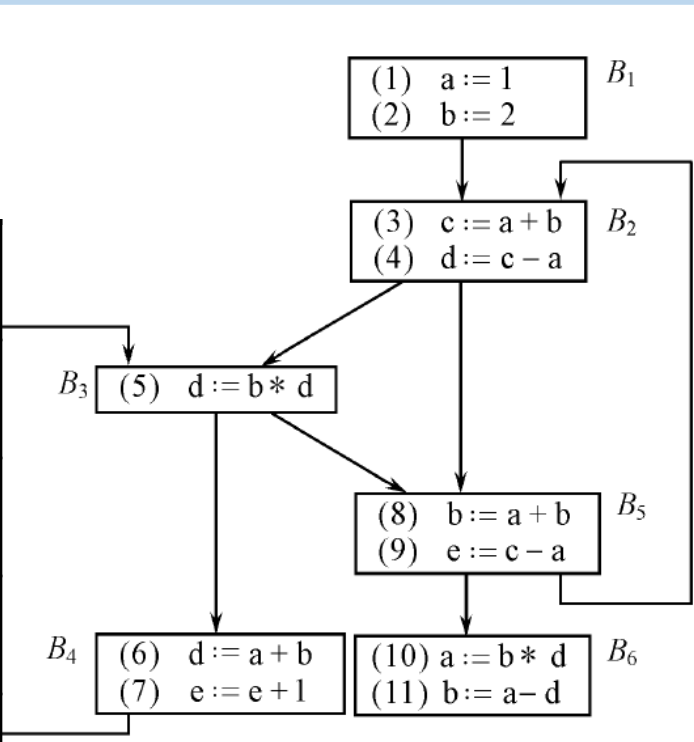 (1) a := 1
(2) b := 2
B1
(3) c := a + b
(4) d := c − a
B2
B3
(5) d := b * d
(8) b := a + b
(9) e := c − a
B5
B4
(6) d := a + b
(7) e := e + 1
(10) a := b * d
(11) b := a − d
B6